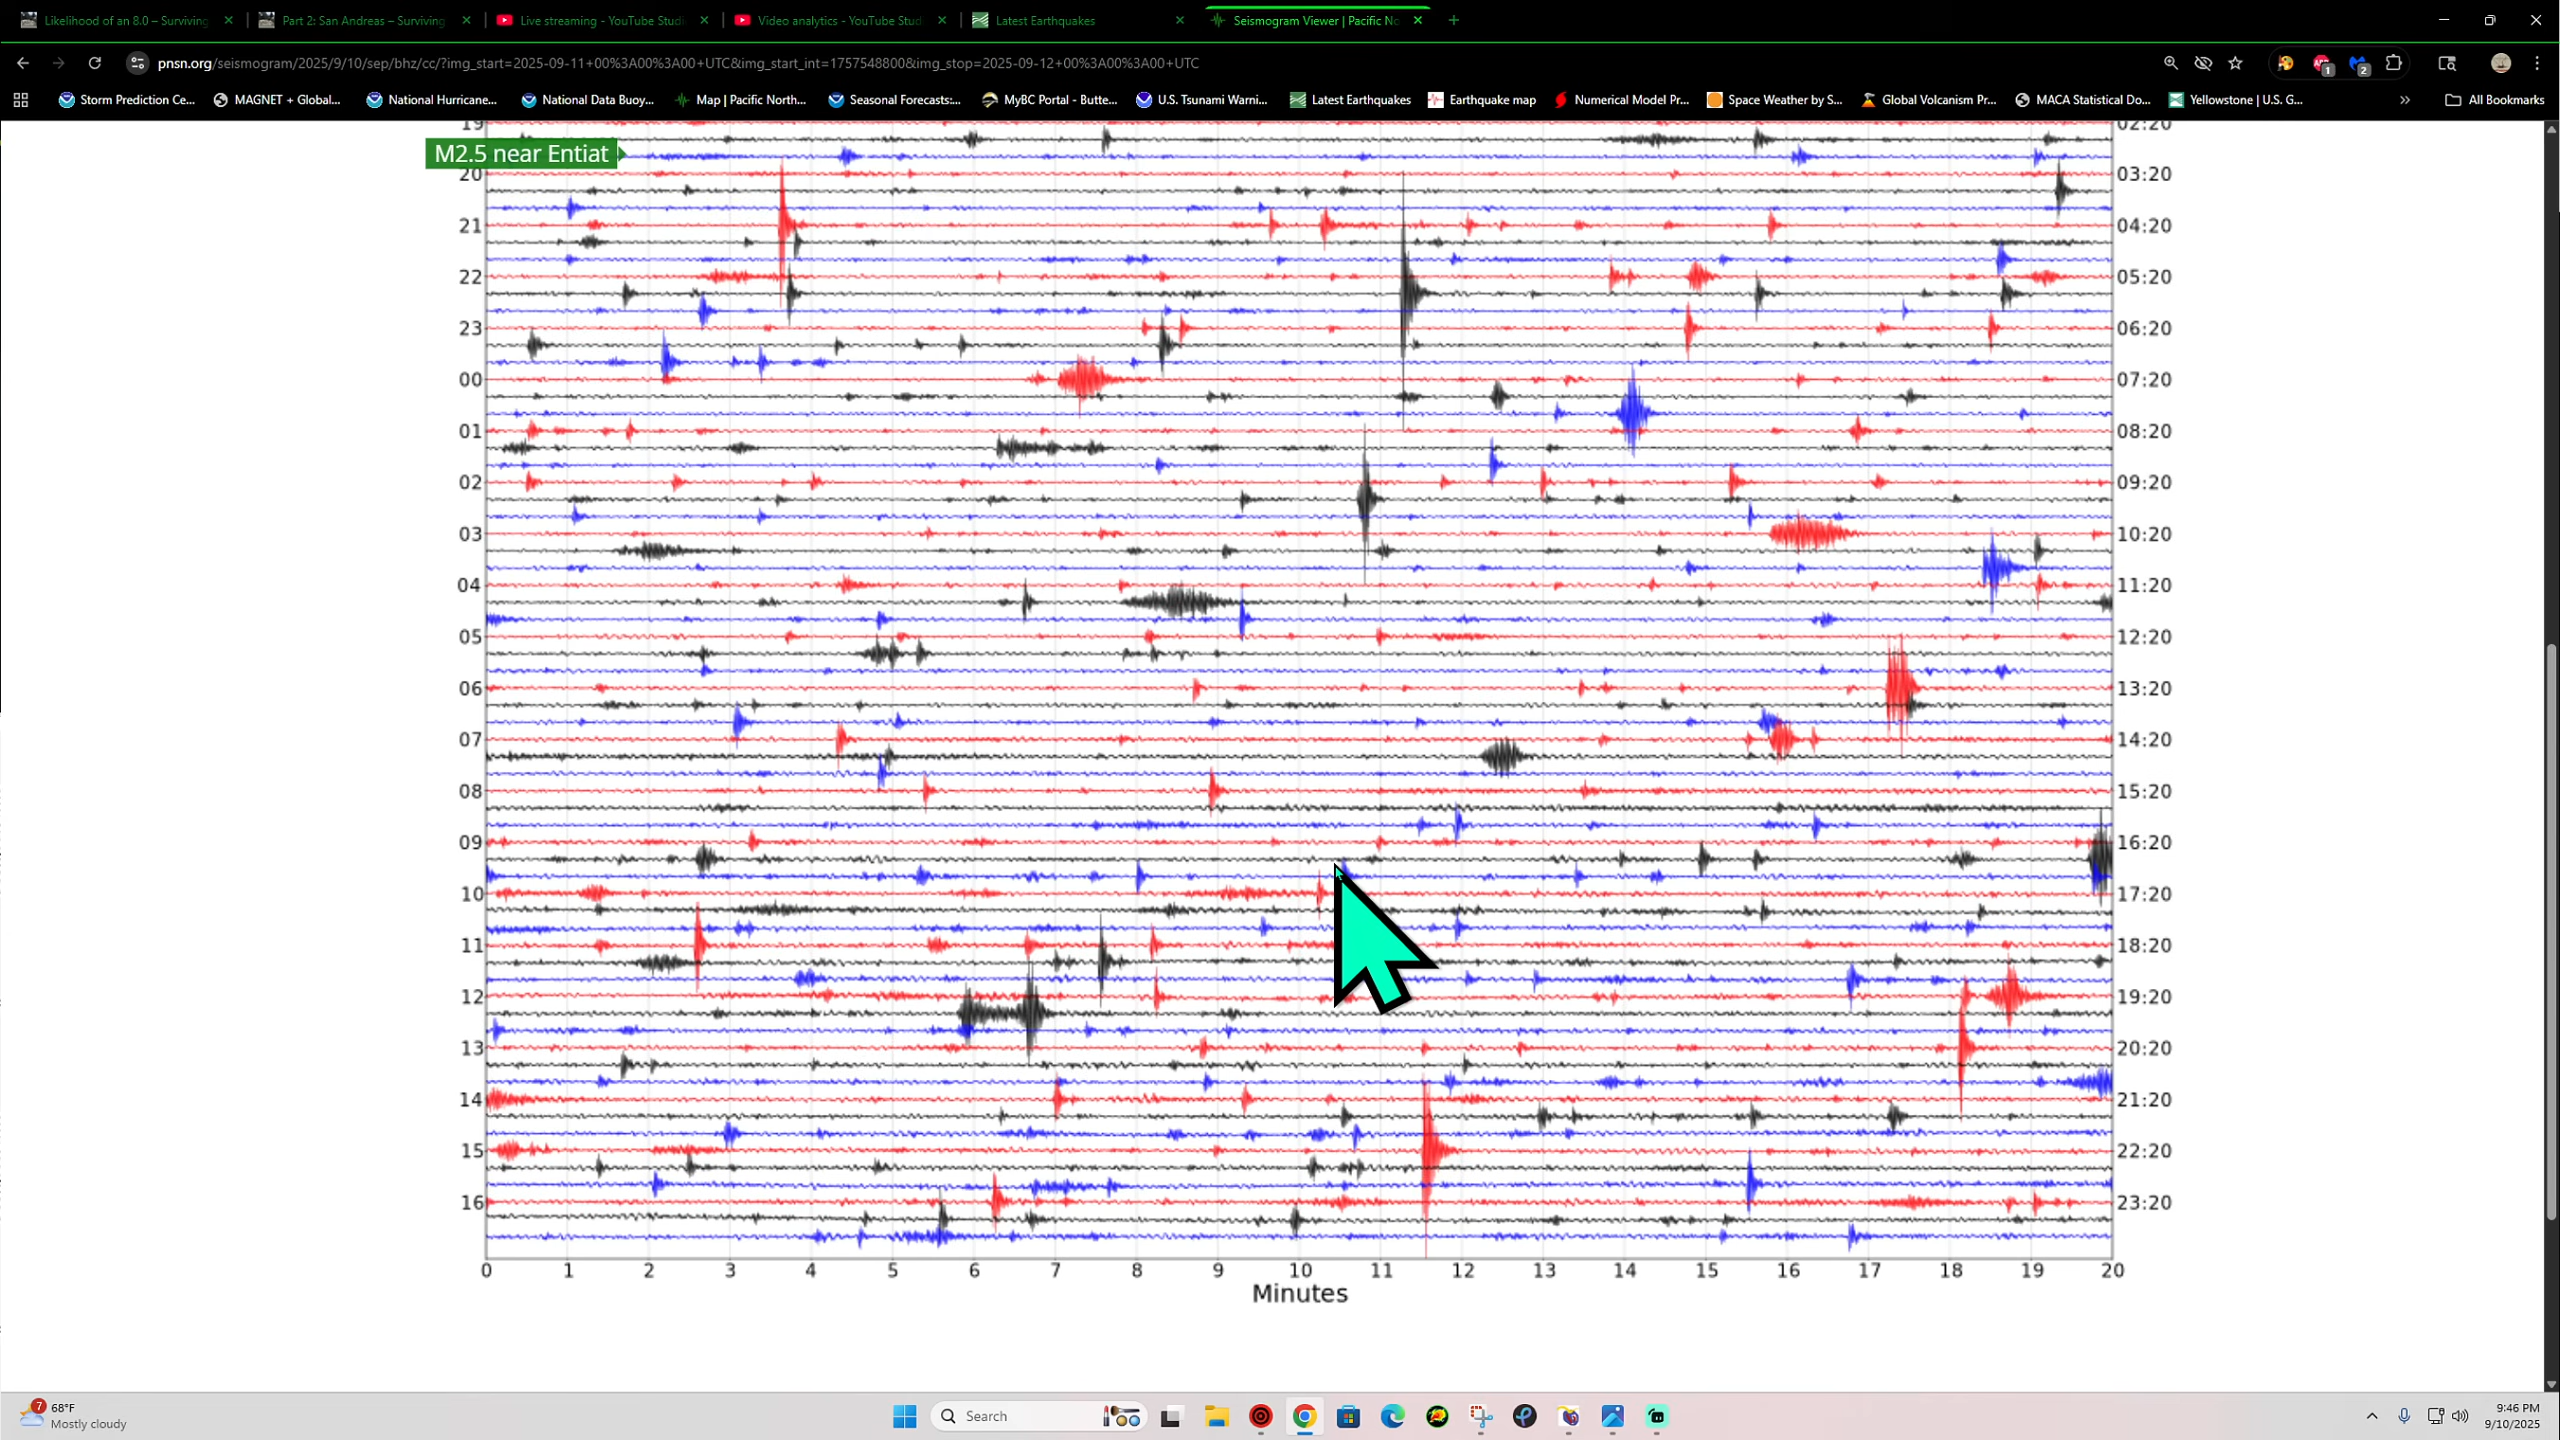 Likelihood of an 8.0 – Surviving
Part 2: San Andreas – Surviving
Live streaming - YouTube Studi
Video analytics - YouTube Studi
Latest Earthquakes
Seismogram Viewer | Pacific No
pnsn.org/seismogram/2025/9/10/sep/bhz/cc/?img_start=2025-09-11+00%3A00%3A00+UTC&img_start_int=1757548800&img_stop=2025-09-12+00%3A00%3A00+UTC
1
2
Storm Prediction Ce...
MAGNET + Global...
National Hurricane...
National Data Buoy...
Map | Pacific North...
Seasonal Forecasts:...
MyBC Portal - Butte...
U.S. Tsunami Warni...
Latest Earthquakes
Earthquake map
Numerical Model Pr...
Space Weather by S...
Global Volcanism Pr...
MACA Statistical Do...
Yellowstone | U.S. G...
All Bookmarks
19 02:20
M2.5 near Entiat
20 03:20
21 04:20
22 05:20
23 06:20
00 07:20
01 08:20
02 09:20
03 10:20
04 11:20
05 12:20
06 13:20
07 14:20
08 15:20
09 16:20
10 17:20
11 18:20
12 19:20
13 20:20
14 21:20
15 22:20
16 23:20
0 1 2 3 4 5 6 7 8 9 10 11 12 13 14 15 16 17 18 19 20
Minutes
7
68°F
Mostly cloudy
Search
9:46 PM
9/10/2025